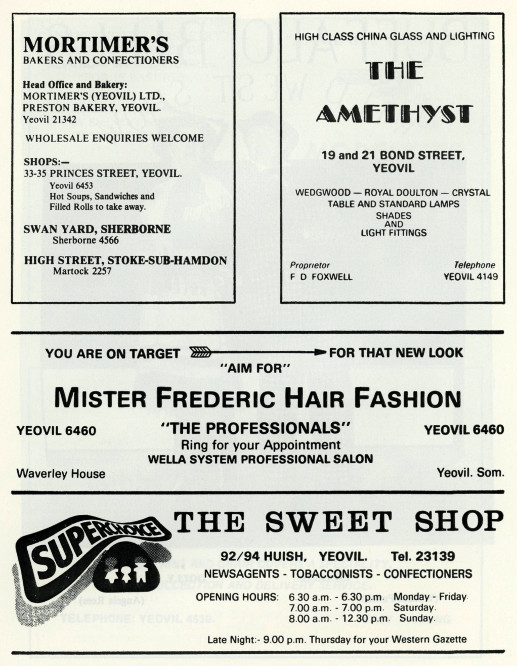 MORTIMER'S
BAKERS AND CONFECTIONERS
Head Office and Bakery:
MORTIMER'S (YEOVIL) LTD.,
PRESTON BAKERY, YEOVIL.
Yeovil 21342
WHOLESALE ENQUIRIES WELCOME
SHOPS:—
33-35 PRINCES STREET, YEOVIL.
Yeovil 6453
Hot Soups, Sandwiches and
Filled Rolls to take away.
SWAN YARD, SHERBORNE
Sherborne 4566
HIGH STREET, STOKE-SUB-HAMDON
Martock 2257
HIGH CLASS CHINA GLASS AND LIGHTING
THE
AMETHYST
19 and 21 BOND STREET,
YEOVIL
WEDGWOOD — ROYAL DOULTON — CRYSTAL
TABLE AND STANDARD LAMPS
SHADES
AND
LIGHT FITTINGS
Proprietor Telephone
F D FOXWELL YEOVIL 4149
YOU ARE ON TARGET FOR THAT NEW LOOK
"AIM FOR"
MISTER FREDERIC HAIR FASHION
YEOVIL 6460 "THE PROFESSIONALS" YEOVIL 6460
Ring for your Appointment
WELLA SYSTEM PROFESSIONAL SALON
Waverley House Yeovil. Som.
SUPERCHOICE
THE SWEET SHOP
92/94 HUISH, YEOVIL. Tel. 23139
NEWSAGENTS - TOBACCONISTS - CONFECTIONERS
OPENING HOURS: 6 30 a.m. - 6.30 p.m. Monday - Friday.
7.00 a.m. - 7.00 p.m. Saturday.
8.00 a.m. - 12.30 p.m. Sunday.
Late Night:- 9.00 p.m. Thursday for your Western Gazette